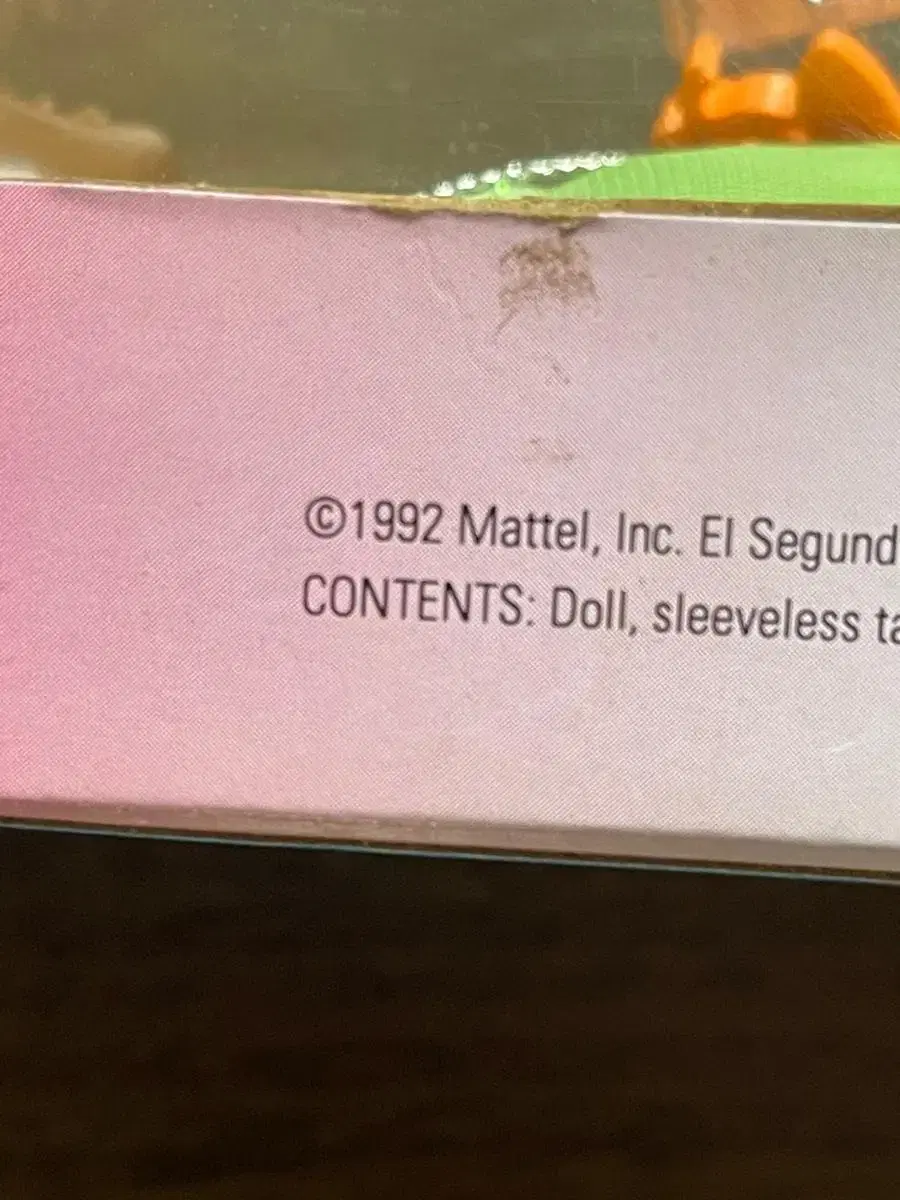 ©1992 Mattel, Inc. El Segund
CONTENTS: Doll, sleeveless ta